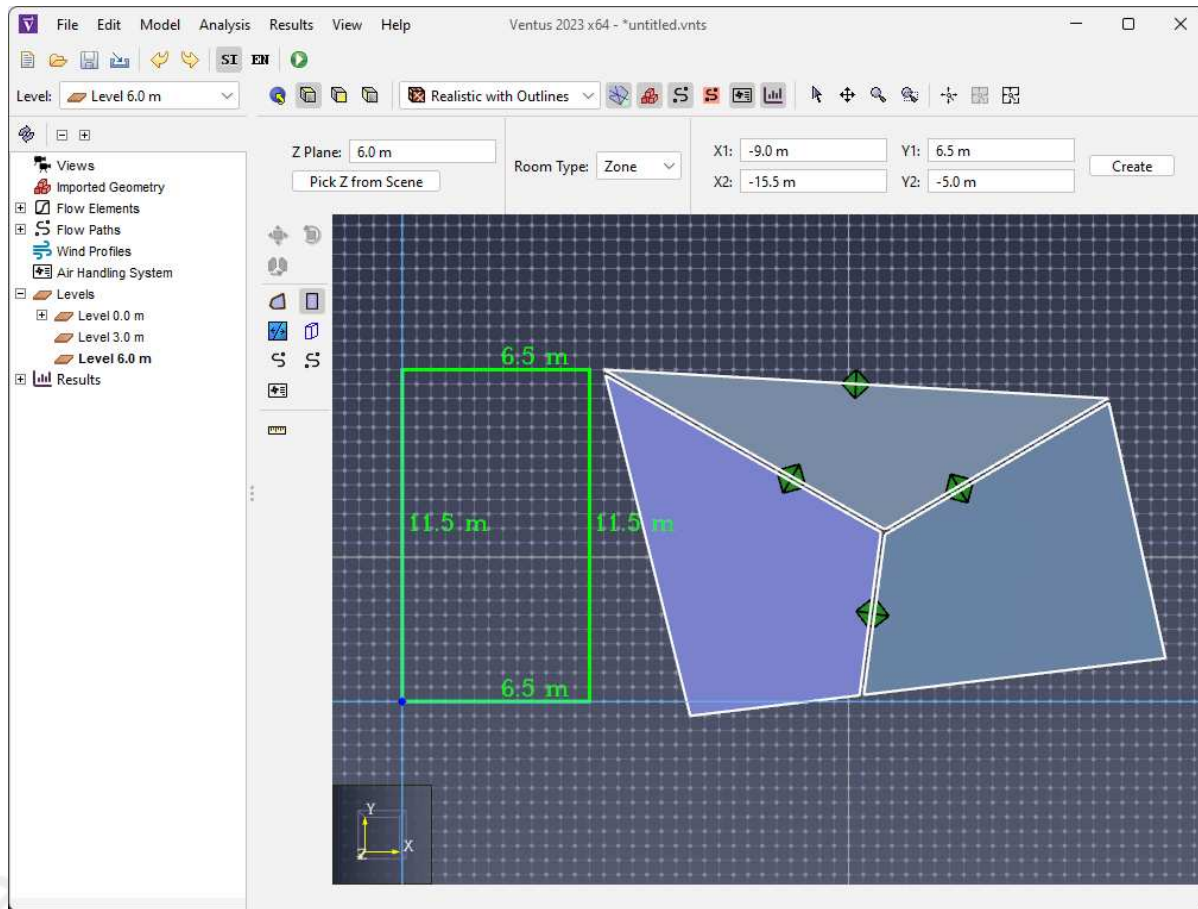 File Edit Model Analysis Results View Help Ventus 2023 x64 - *untitled.vnts
SI EN
Level: Level 6.0 m Realistic with Outlines
Z Plane: 6.0 m
Pick Z from Scene
Room Type: Zone
X1: -9.0 m Y1: 6.5 m
X2: -15.5 m Y2: -5.0 m
Create
Views
Imported Geometry
Flow Elements
Flow Paths
Wind Profiles
Air Handling System
Levels
Level 0.0 m
Level 3.0 m
Level 6.0 m
Results
6.5 m
11.5 m 11.5 m
6.5 m
Y
Z X